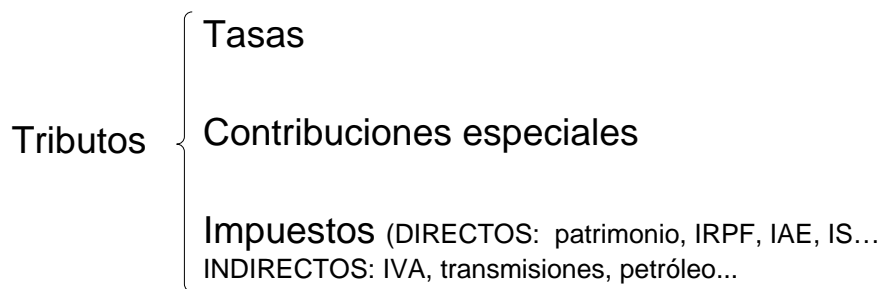 Tasas
Tributos
Contribuciones especiales
Impuestos (DIRECTOS: patrimonio, IRPF, IAE, IS…
INDIRECTOS: IVA, transmisiones, petróleo...